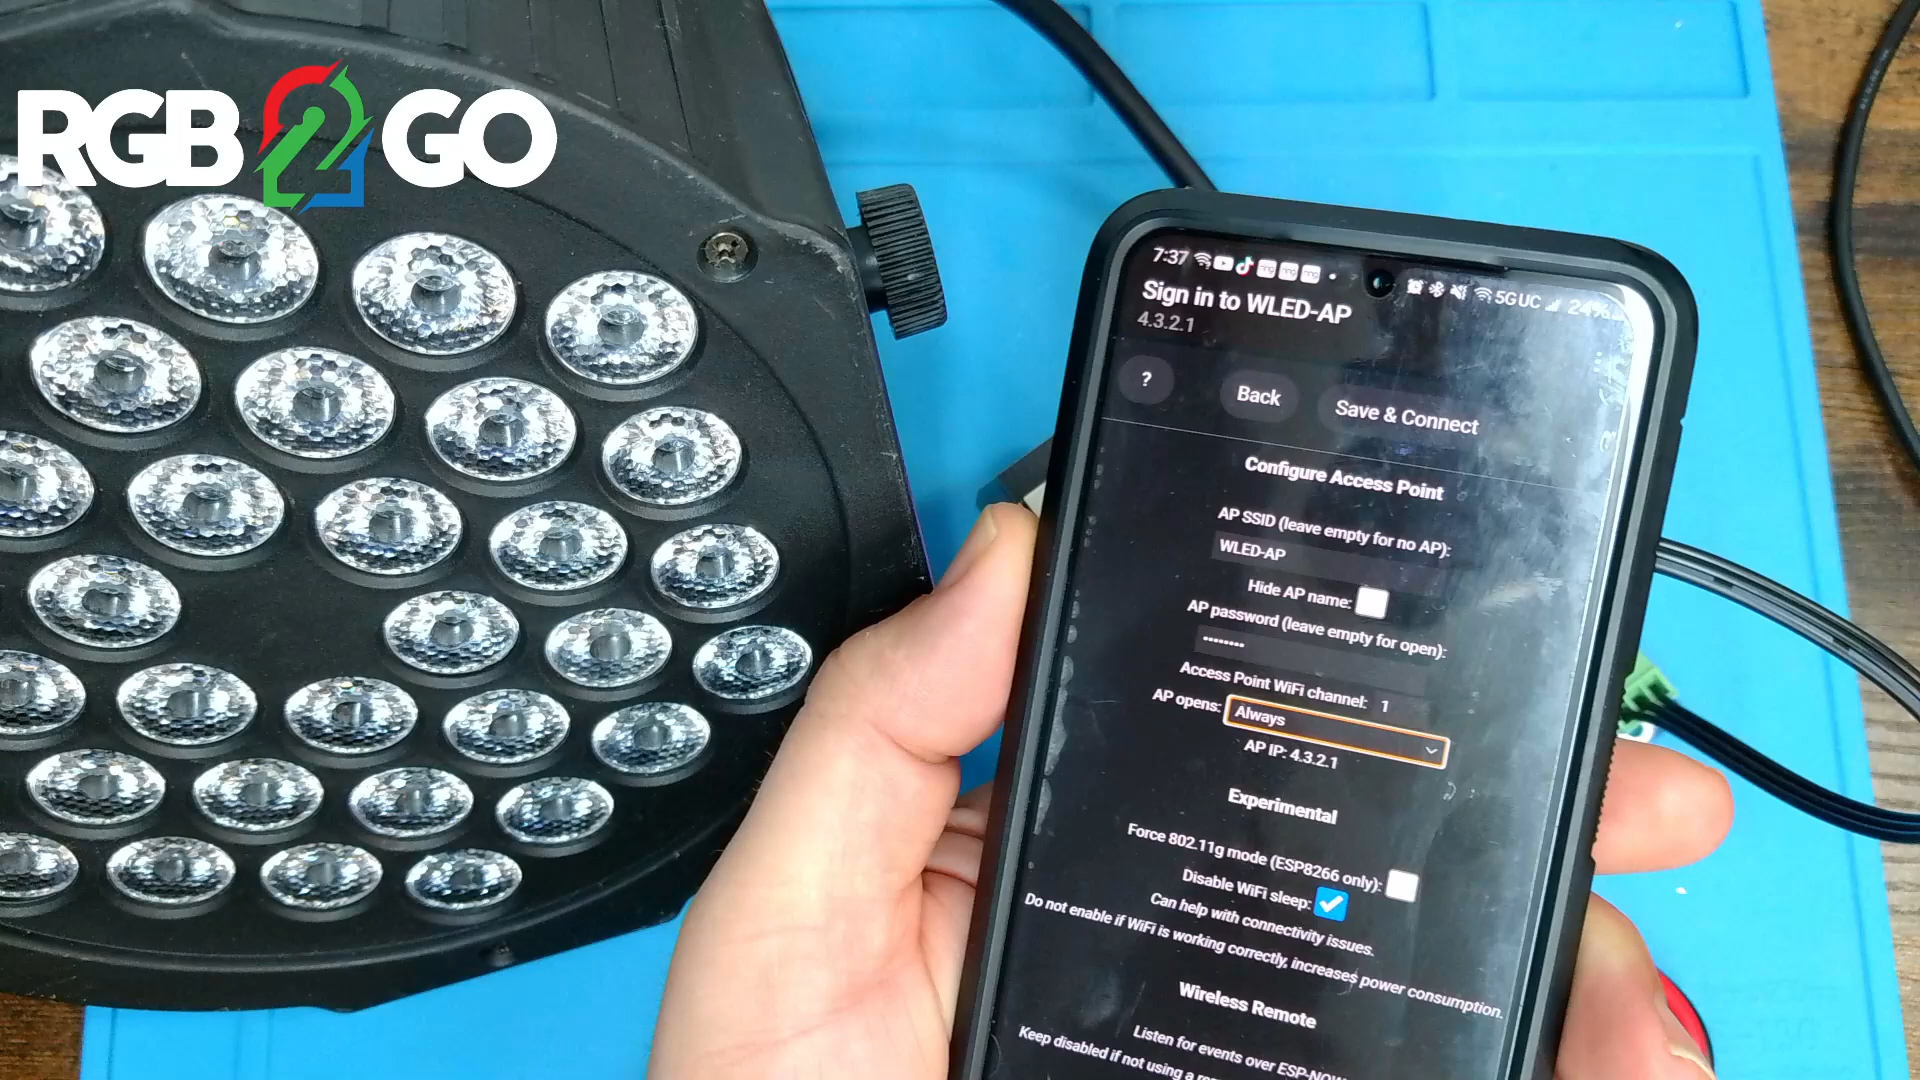 RGB2GO
7:37
5GUC 24%
Sign in to WLED-AP
4.3.2.1
?
Back
Save & Connect
Configure Access Point
AP SSID (leave empty for no AP):
WLED-AP
Hide AP name:
AP password (leave empty for open):
••••••••
Access Point WiFi channel: 1
AP opens: Always
AP IP: 4.3.2.1
Experimental
Force 802.11g mode (ESP8266 only):
Disable WiFi sleep:
Can help with connectivity issues.
Do not enable if WiFi is working correctly, increases power consumption.
Wireless Remote
Listen for events over ESP-NOW
Keep disabled if not using a